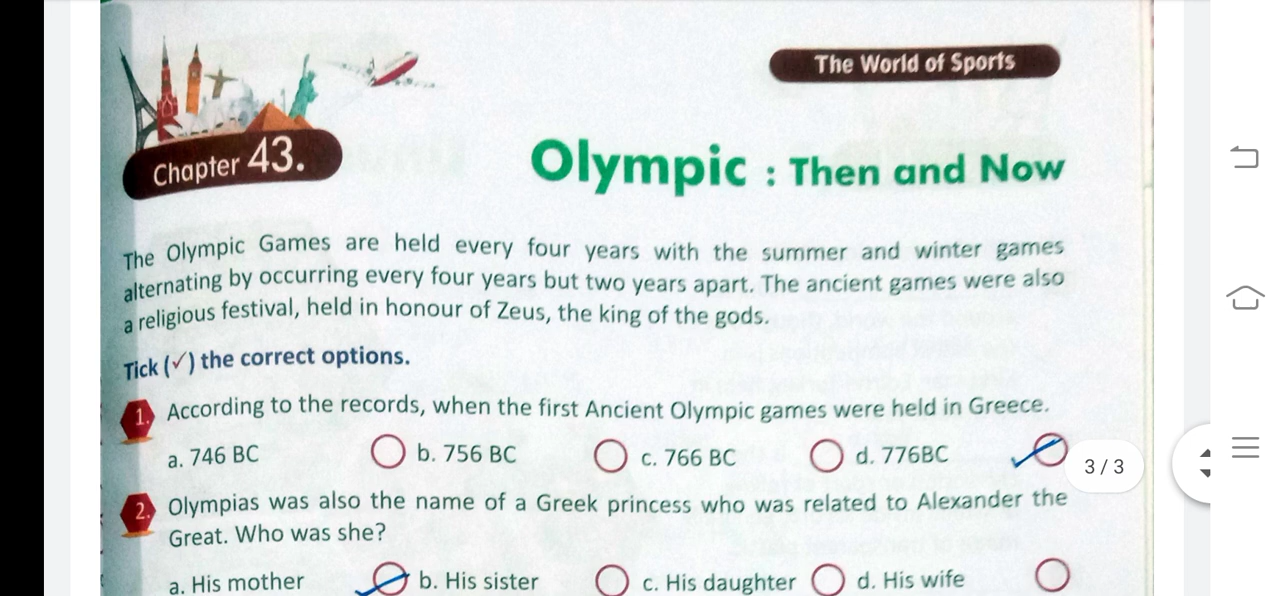 The World of Sports
Chapter 43.
Olympic : Then and Now
The Olympic Games are held every four years with the summer and winter games
alternating by occurring every four years but two years apart. The ancient games were also
a religious festival, held in honour of Zeus, the king of the gods.
Tick (✓) the correct options.
1. According to the records, when the first Ancient Olympic games were held in Greece.
a. 746 BC b. 756 BC c. 766 BC d. 776BC
3 / 3
2. Olympias was also the name of a Greek princess who was related to Alexander the
Great. Who was she?
a. His mother b. His sister c. His daughter d. His wife